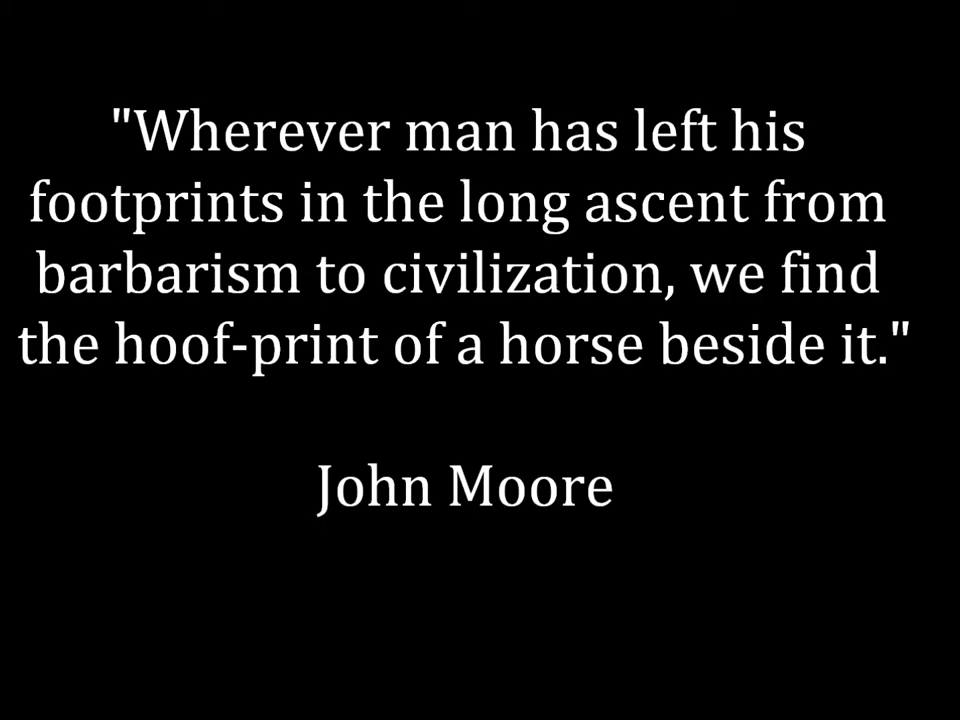 "Wherever man has left his
footprints in the long ascent from
barbarism to civilization, we find
the hoof-print of a horse beside it."
John Moore